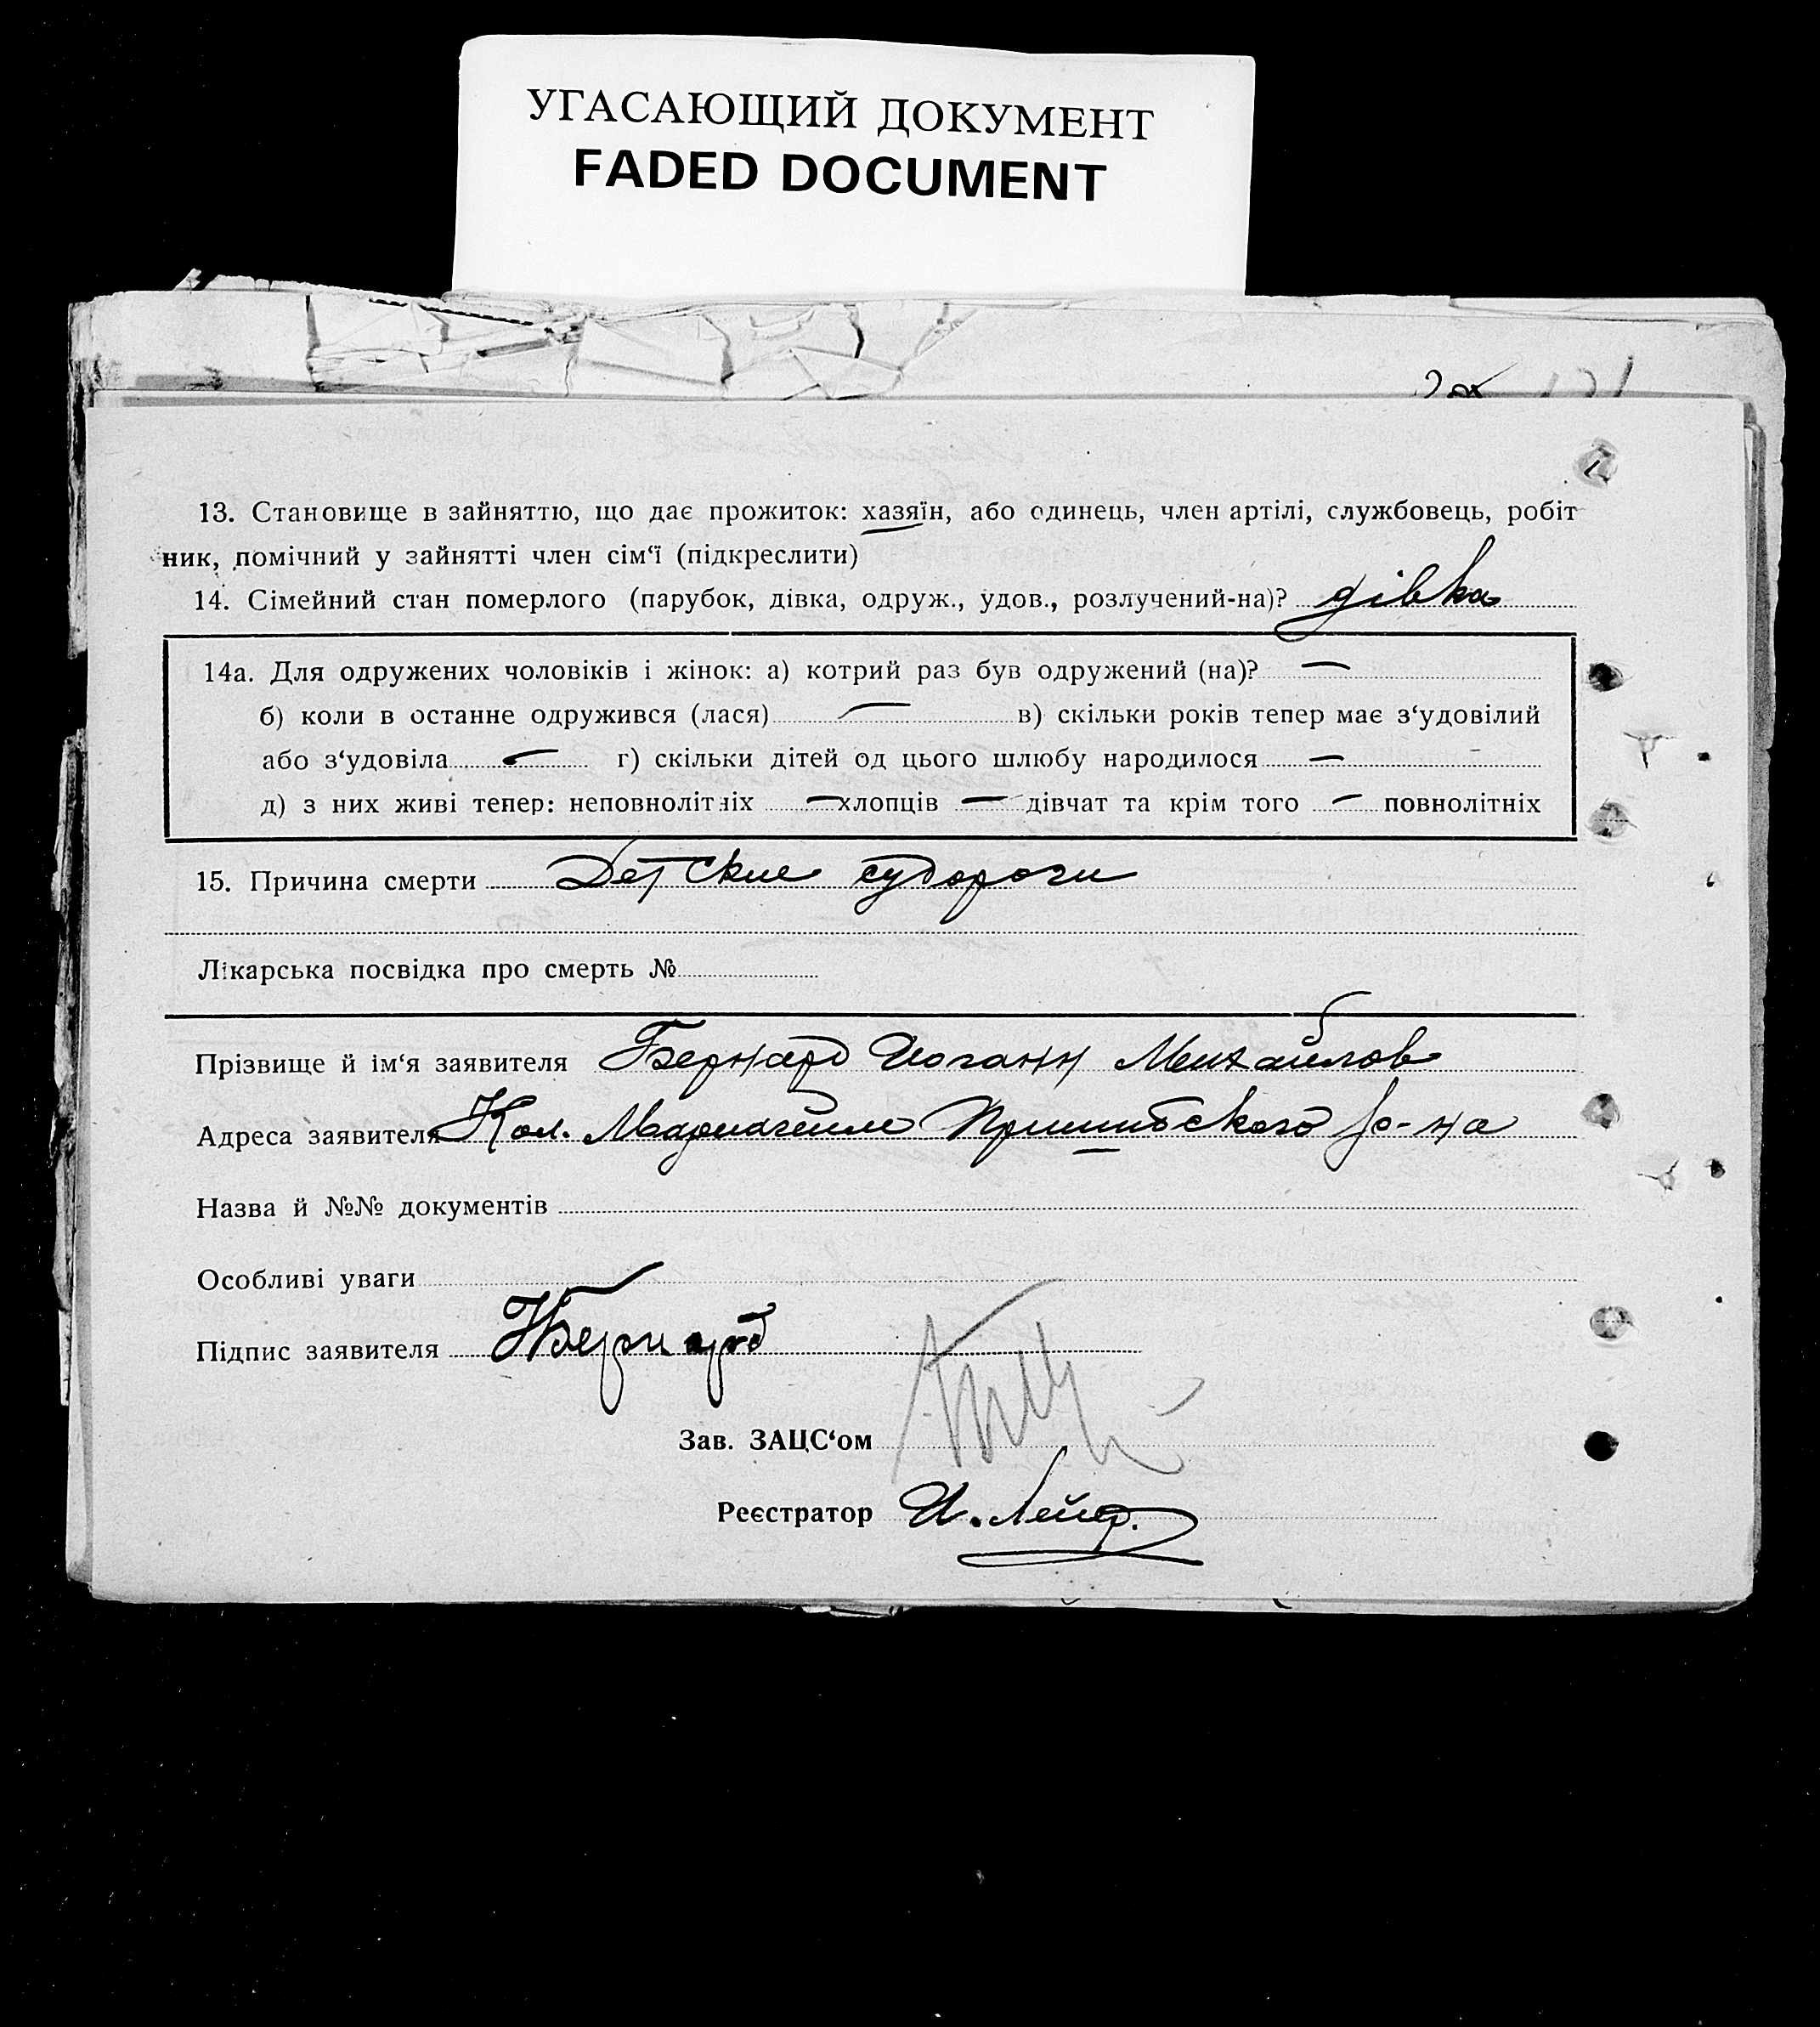 УГАСАЮЩИЙ ДОКУМЕНТ
FADED DOCUMENT
13. Становище в зайняттю, що дає прожиток: хазяїн, або одинець, член артілі, службовець, робіт
ник, помічний у зайнятті член сім‘ї (підкреслити)
14. Сімейний стан померлого (парубок, дівка, одруж., удов., розлучений-на)? дівка
14а. Для одружених чоловіків і жінок: а) котрий раз був одружений (на)? —
б) коли в останне одружився (лася) — в) скільки років тепер має з‘удовілий
або з‘удовіла — г) скільки дітей од цього шлюбу народилося —
д) з них живі тепер: неповнолітніх — хлопців — дівчат та крім того — повнолітніх
15. Причина смерти Детские судороги
Лікарська посвідка про смерть №
Прізвище й ім‘я заявителя Бернард Иоганн Михайлов
Адреса заявителя Кол. Мариагейле Пришибского р-на
Назва й №№ документів
Особливі уваги
Підпис заявителя Бернард
Зав. ЗАЦС‘ом
Реєстратор И.